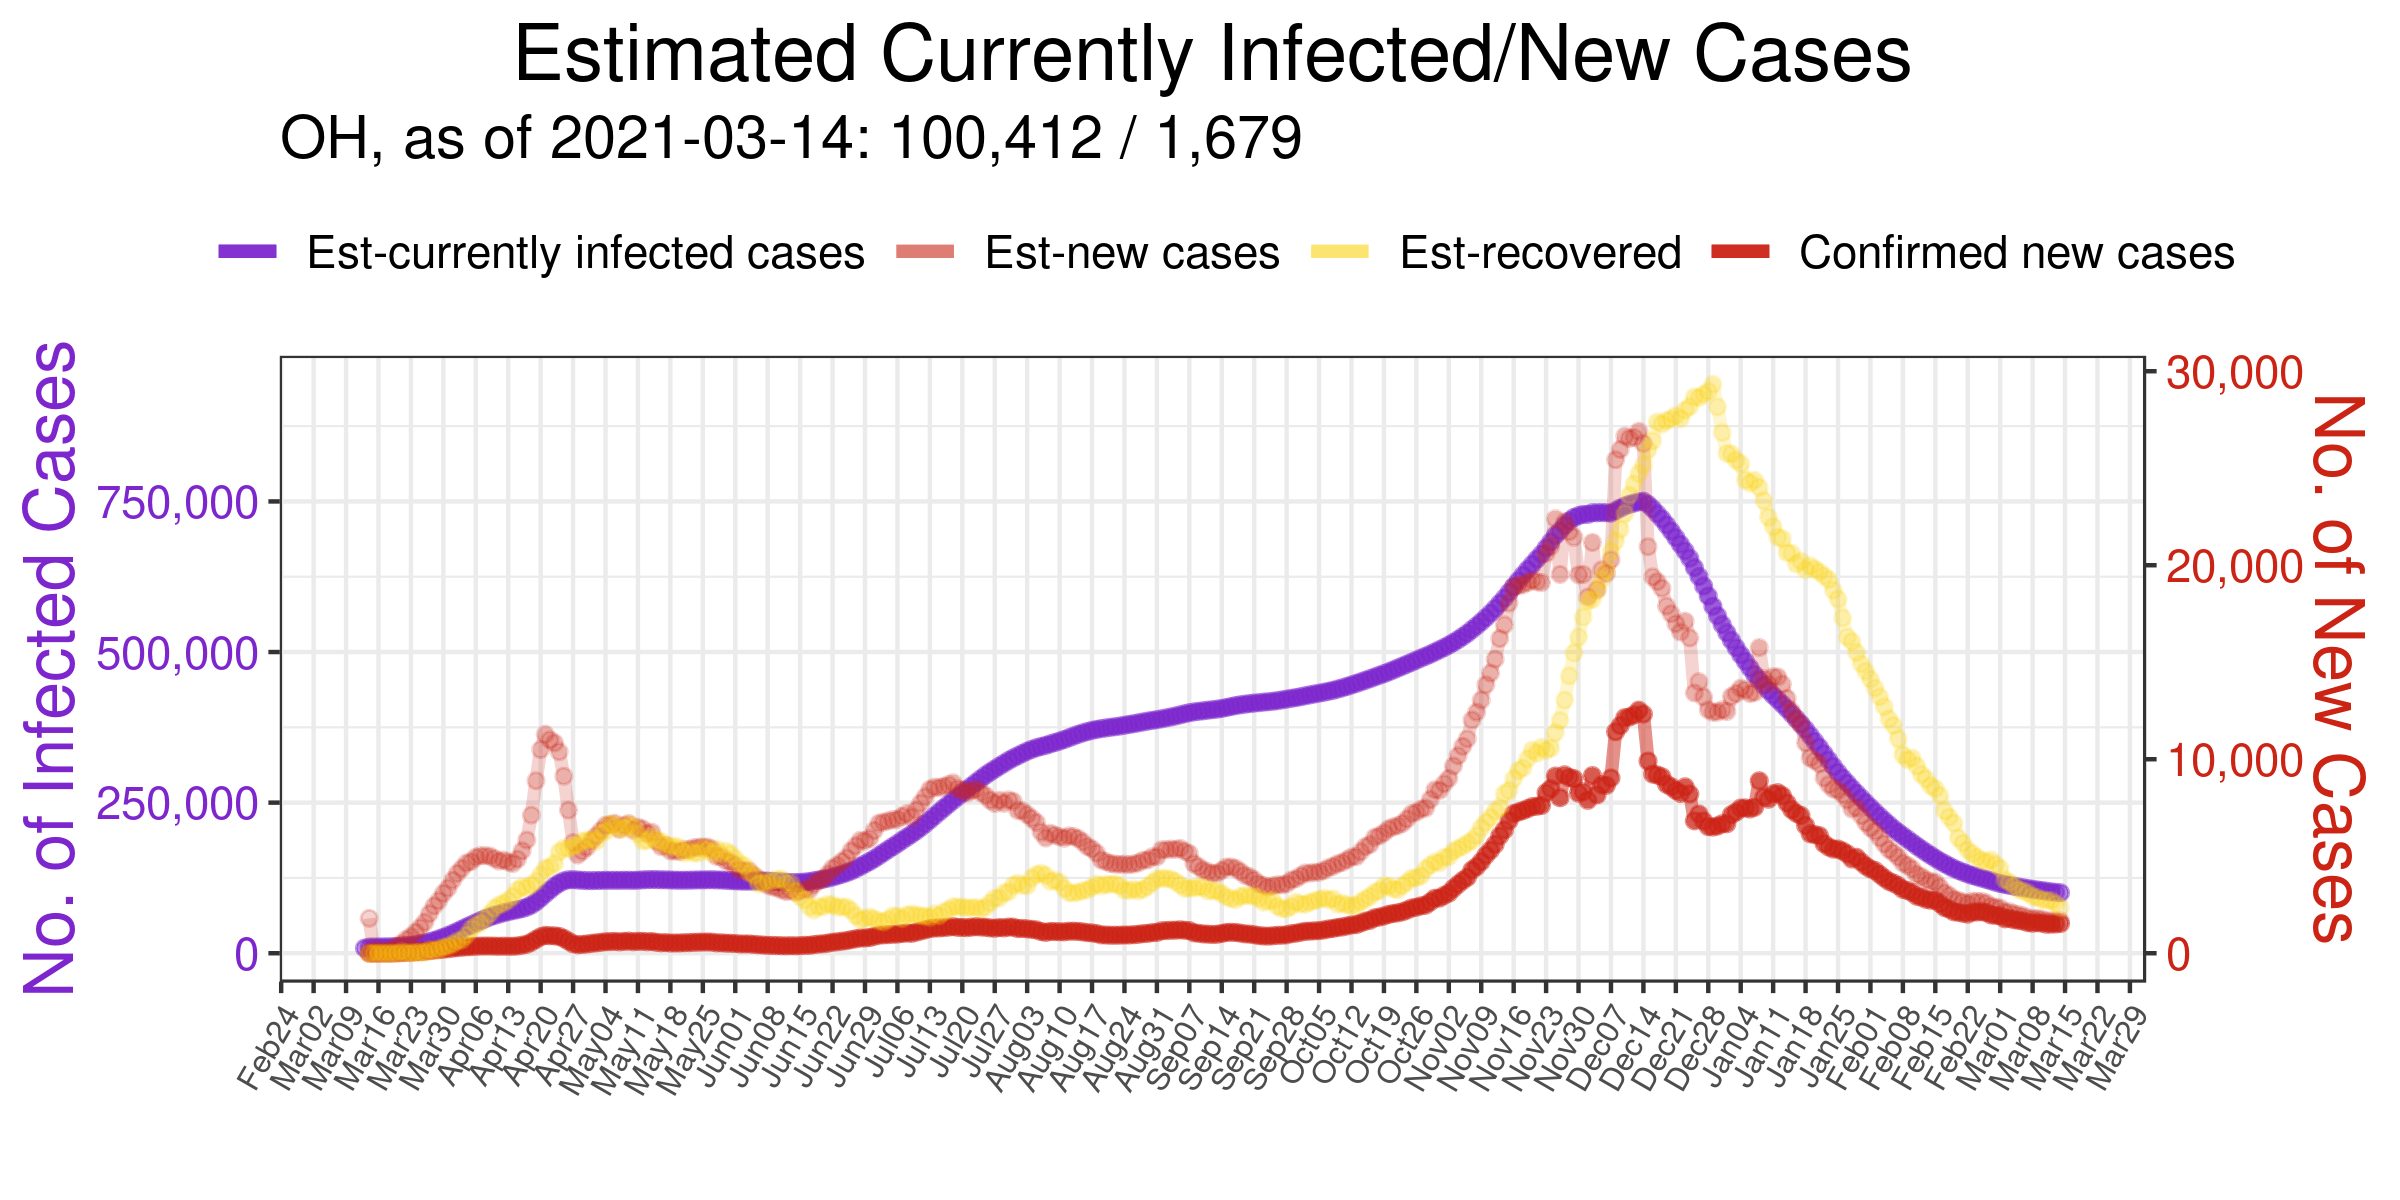 Estimated Currently Infected/New Cases
OH, as of 2021-03-14: 100,412 / 1,679
Est-currently infected cases Est-new cases Est-recovered Confirmed new cases
No. of Infected Cases
750,000
500,000
250,000
0
30,000
20,000
10,000
0
No. of New Cases
Feb24
Mar02
Mar09
Mar16
Mar23
Mar30
Apr06
Apr13
Apr20
Apr27
May04
May11
May18
May25
Jun01
Jun08
Jun15
Jun22
Jun29
Jul06
Jul13
Jul20
Jul27
Aug03
Aug10
Aug17
Aug24
Aug31
Sep07
Sep14
Sep21
Sep28
Oct05
Oct12
Oct19
Oct26
Nov02
Nov09
Nov16
Nov23
Nov30
Dec07
Dec14
Dec21
Dec28
Jan04
Jan11
Jan18
Jan25
Feb01
Feb08
Feb15
Feb22
Mar01
Mar08
Mar15
Mar22
Mar29